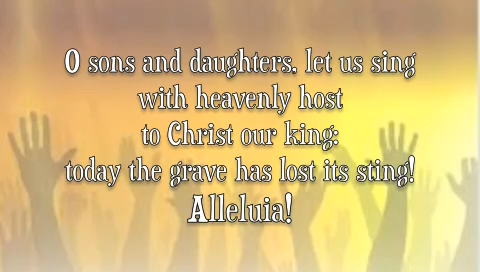 O sons and daughters, let us sing
with heavenly host
to Christ our king:
today the grave has lost its sting!
Alleluia!